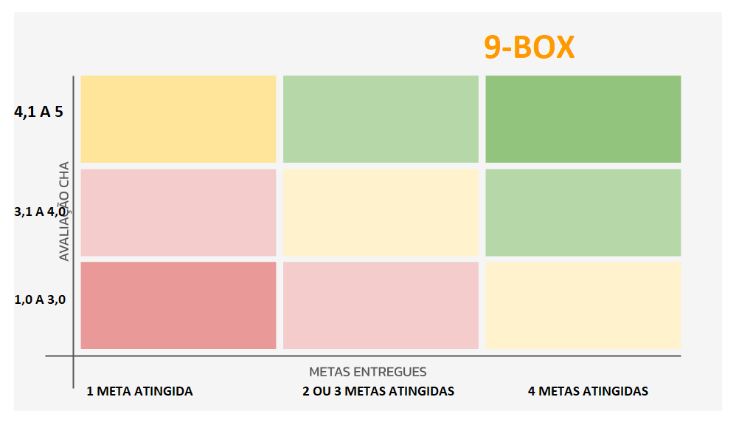 9-BOX
4,1 A 5
AVALIAÇÃO CHA
3,1 A 4,0
1,0 A 3,0
METAS ENTREGUES
1 META ATINGIDA
2 OU 3 METAS ATINGIDAS
4 METAS ATINGIDAS